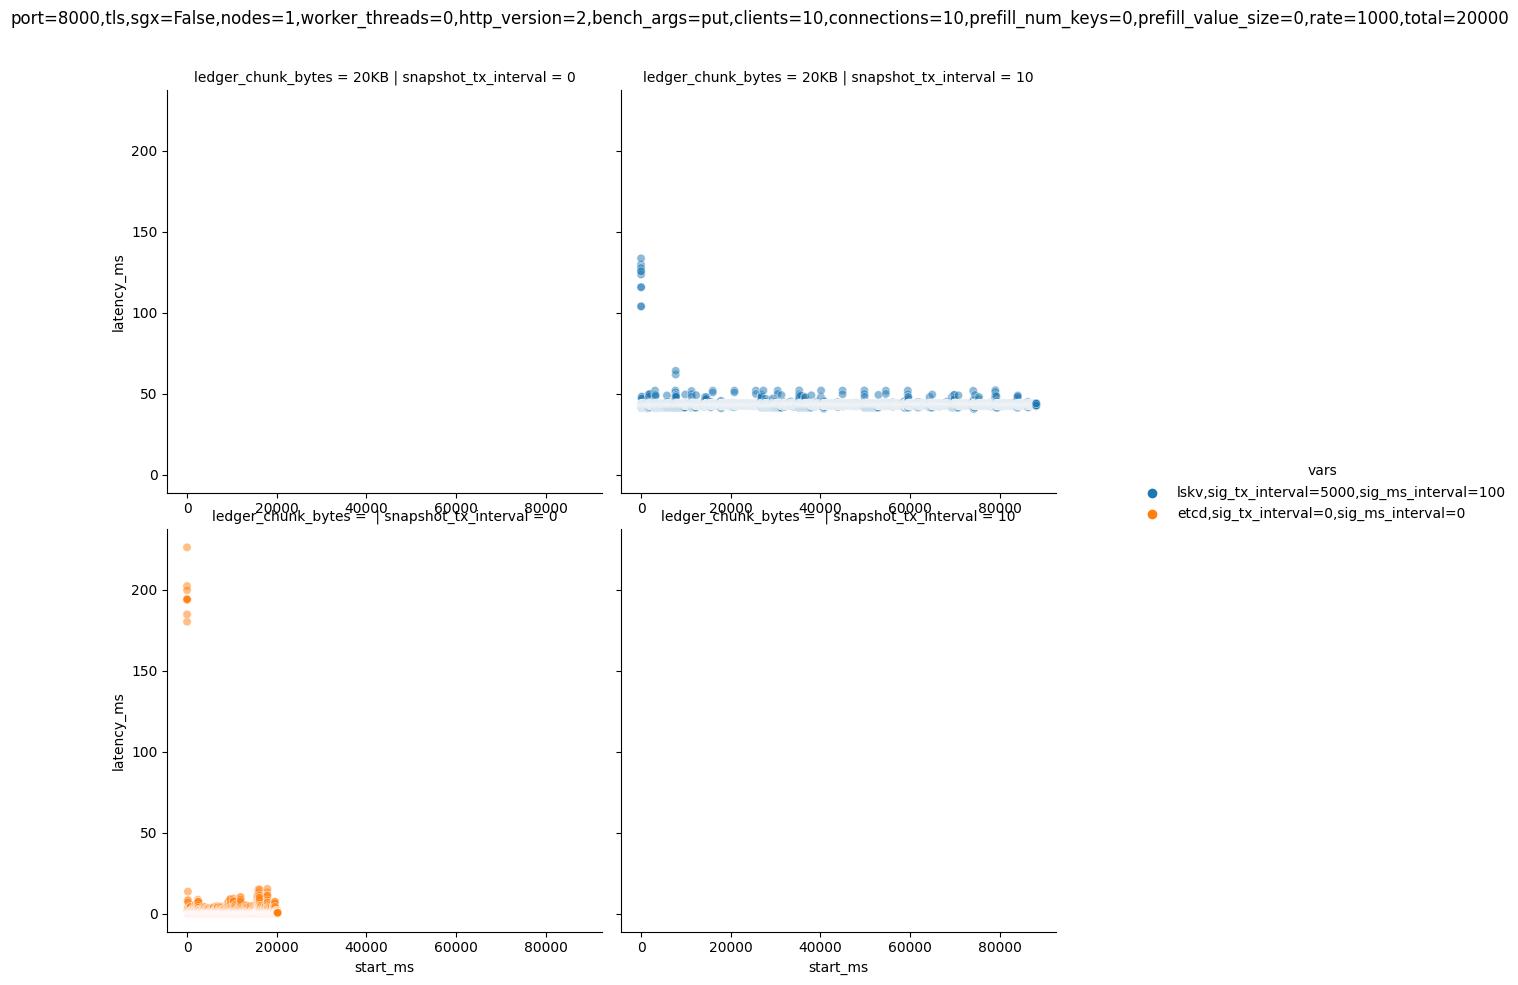 port=8000,tls,sgx=False,nodes=1,worker_threads=0,http_version=2,bench_args=put,clients=10,connections=10,prefill_num_keys=0,prefill_value_size=0,rate=1000,total=20000
ledger_chunk_bytes = 20KB | snapshot_tx_interval = 0
ledger_chunk_bytes = 20KB | snapshot_tx_interval = 10
200
150
100
50
0
latency_ms
0 20000 40000 60000 80000
0 20000 40000 60000 80000
vars
lskv,sig_tx_interval=5000,sig_ms_interval=100
etcd,sig_tx_interval=0,sig_ms_interval=0
ledger_chunk_bytes =  | snapshot_tx_interval = 0
ledger_chunk_bytes =  | snapshot_tx_interval = 10
200
150
100
50
0
latency_ms
0 20000 40000 60000 80000
0 20000 40000 60000 80000
start_ms
start_ms